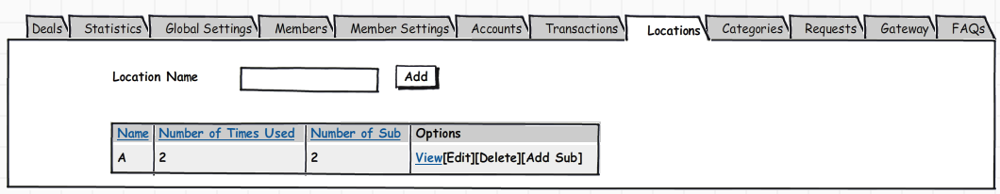 Deals Statistics Global Settings Members Member Settings Accounts Transactions Locations Categories Requests Gateway FAQs
Location Name Add
Name Number of Times Used Number of Sub Options
A 2 2 View[Edit][Delete][Add Sub]